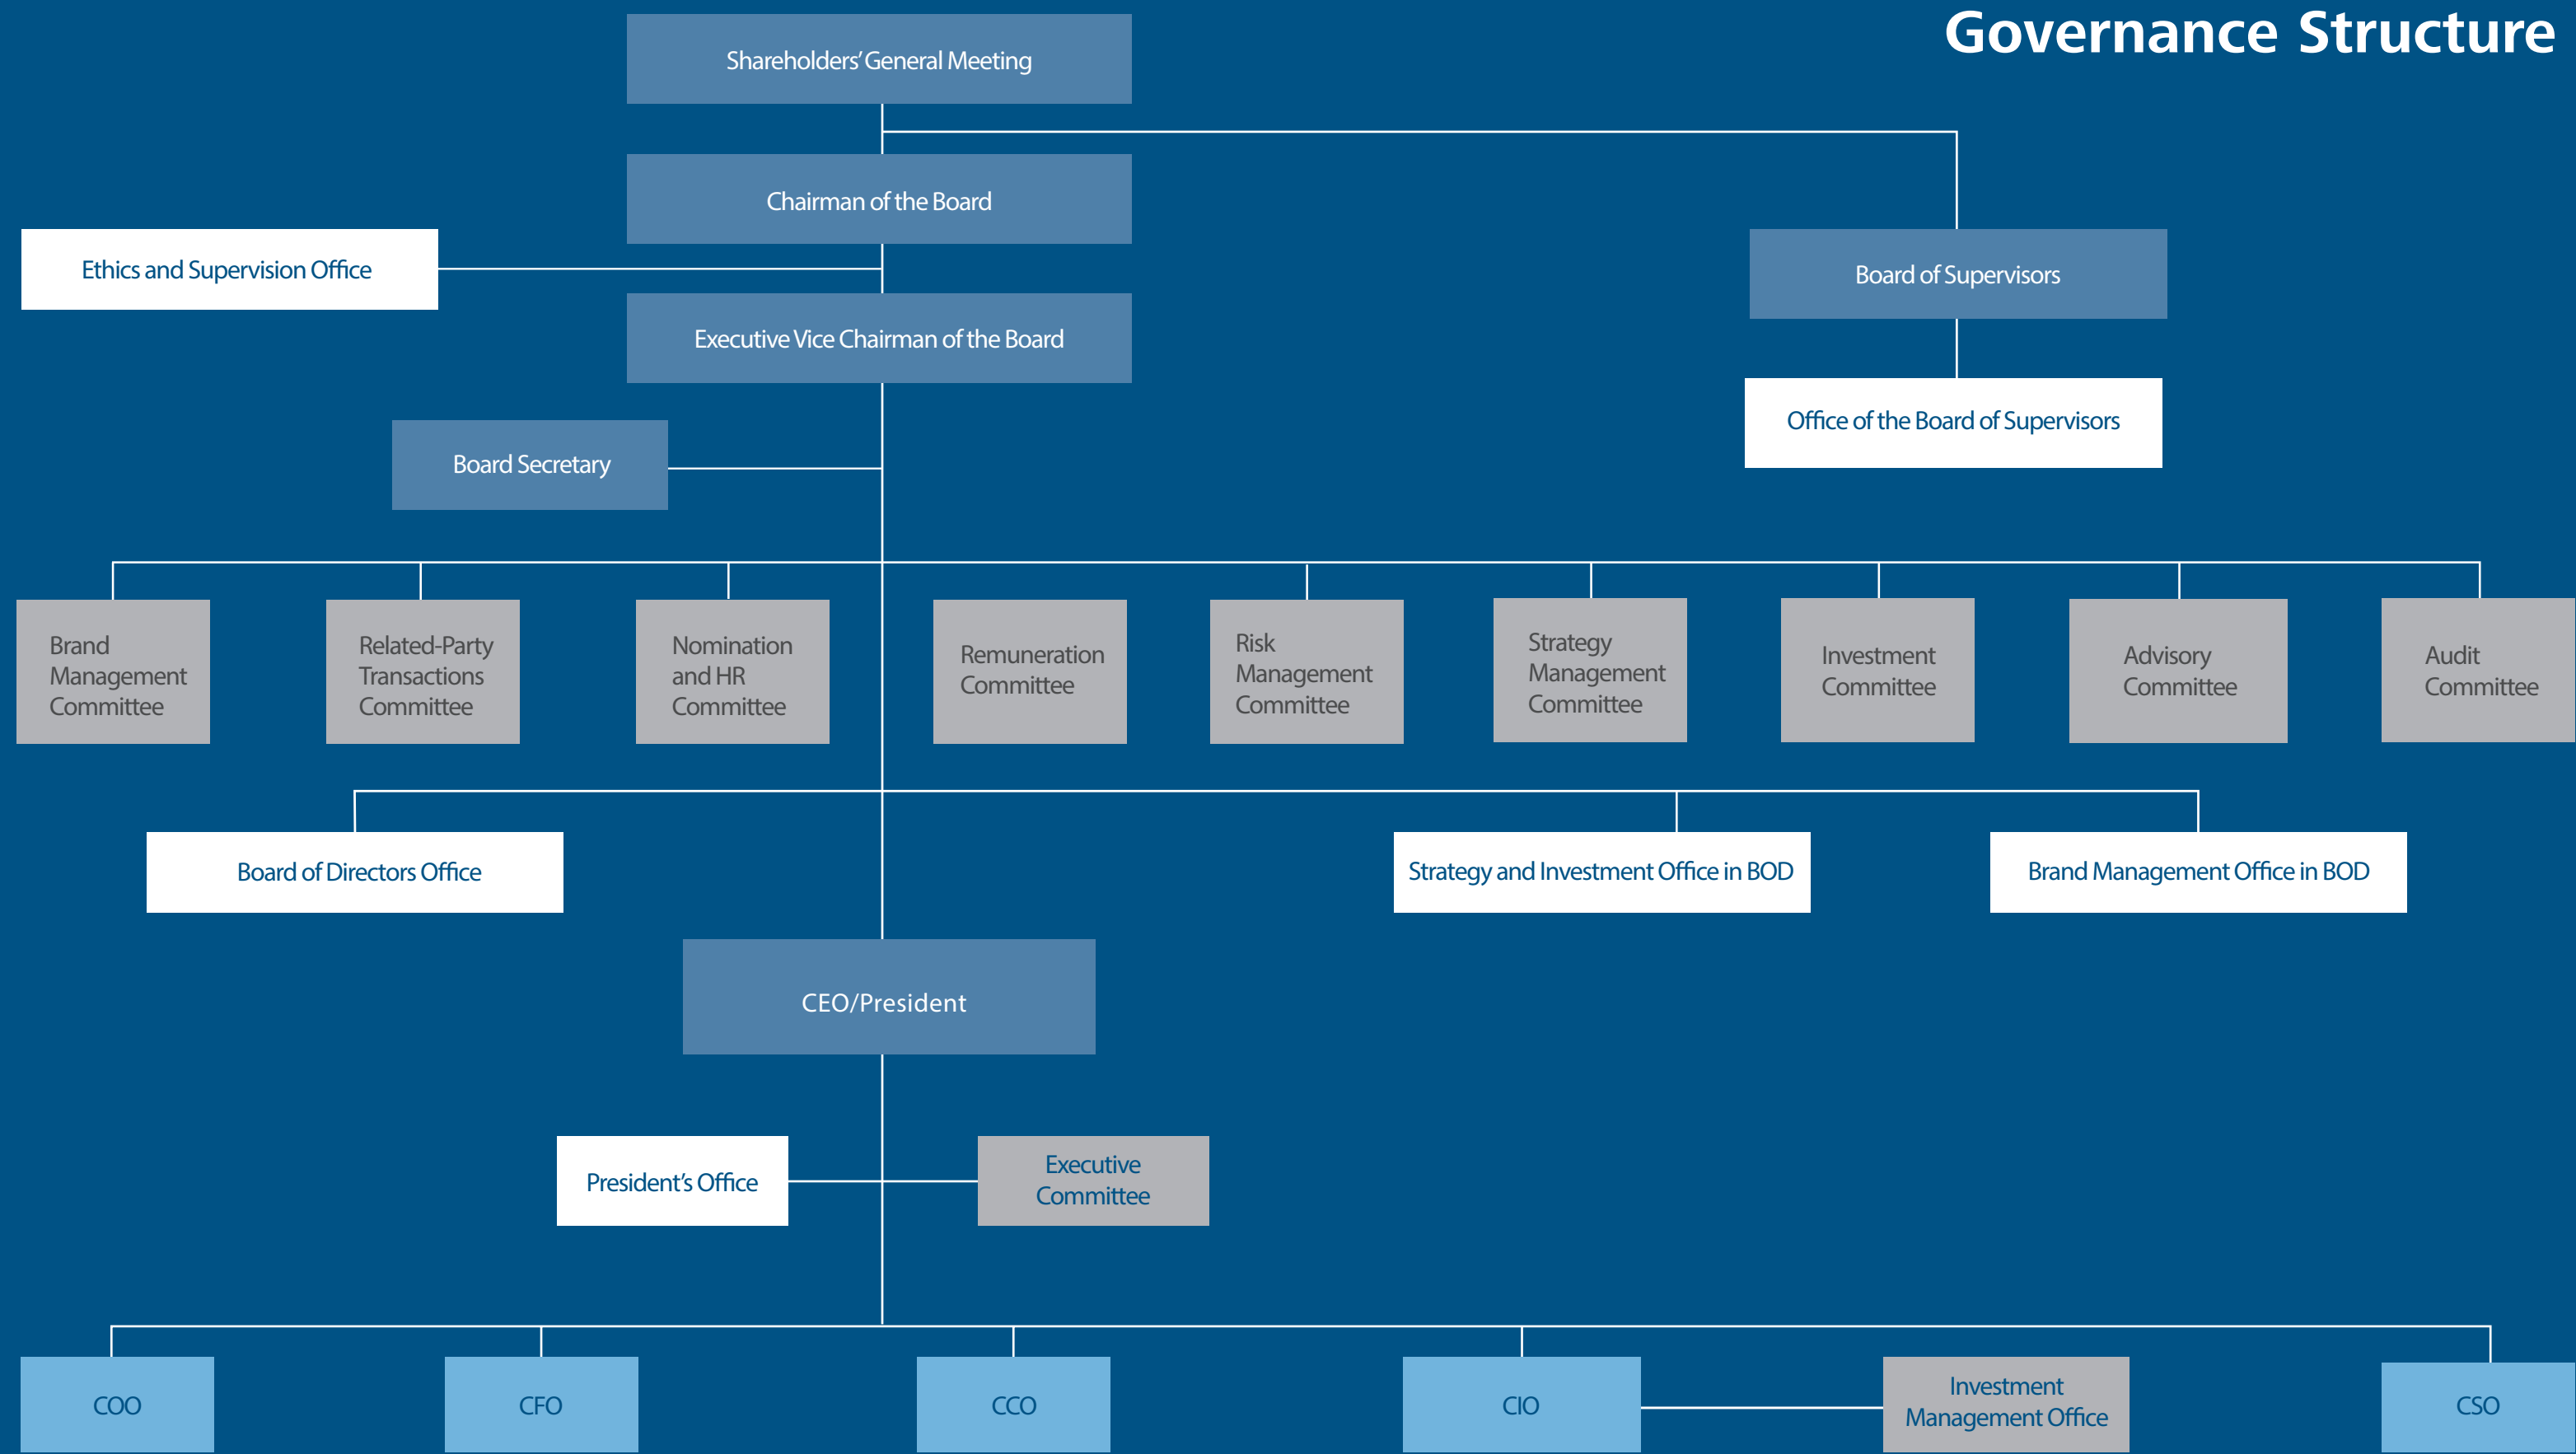 Governance Structure
Shareholders’ General Meeting
Chairman of the Board
Ethics and Supervision Office
Board of Supervisors
Executive Vice Chairman of the Board
Office of the Board of Supervisors
Board Secretary
Brand
Management
Committee
Related-Party
Transactions
Committee
Nomination
and HR
Committee
Remuneration
Committee
Risk
Management
Committee
Strategy
Management
Committee
Investment
Committee
Advisory
Committee
Audit
Committee
Board of Directors Office
Strategy and Investment Office in BOD
Brand Management Office in BOD
CEO/President
President’s Office
Executive
Committee
COO
CFO
CCO
CIO
Investment
Management Office
CSO